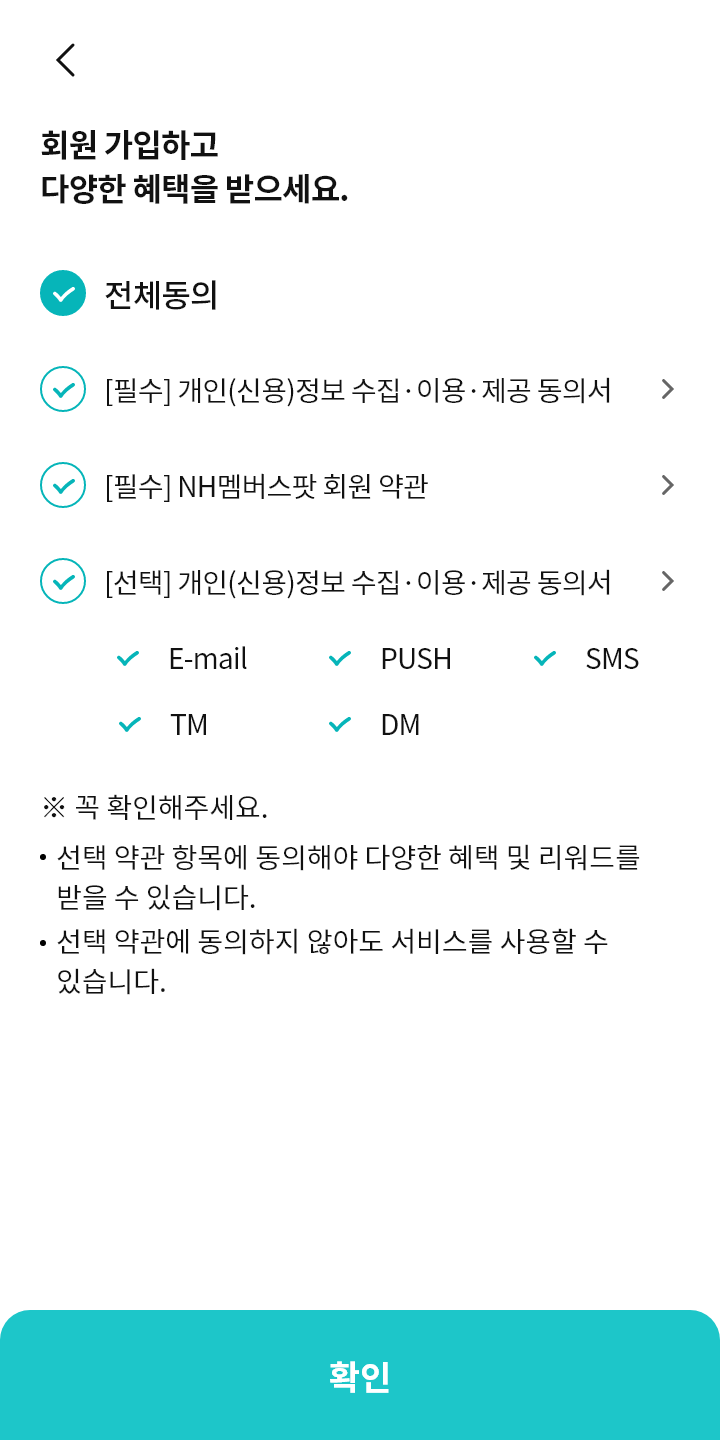 회원 가입하고
다양한 혜택을 받으세요.
전체동의
[필수] 개인(신용)정보 수집·이용·제공 동의서
[필수] NH멤버스팟 회원 약관
[선택] 개인(신용)정보 수집·이용·제공 동의서
E-mail PUSH SMS
TM DM
※ 꼭 확인해주세요.
• 선택 약관 항목에 동의해야 다양한 혜택 및 리워드를
받을 수 있습니다.
• 선택 약관에 동의하지 않아도 서비스를 사용할 수
있습니다.
확인